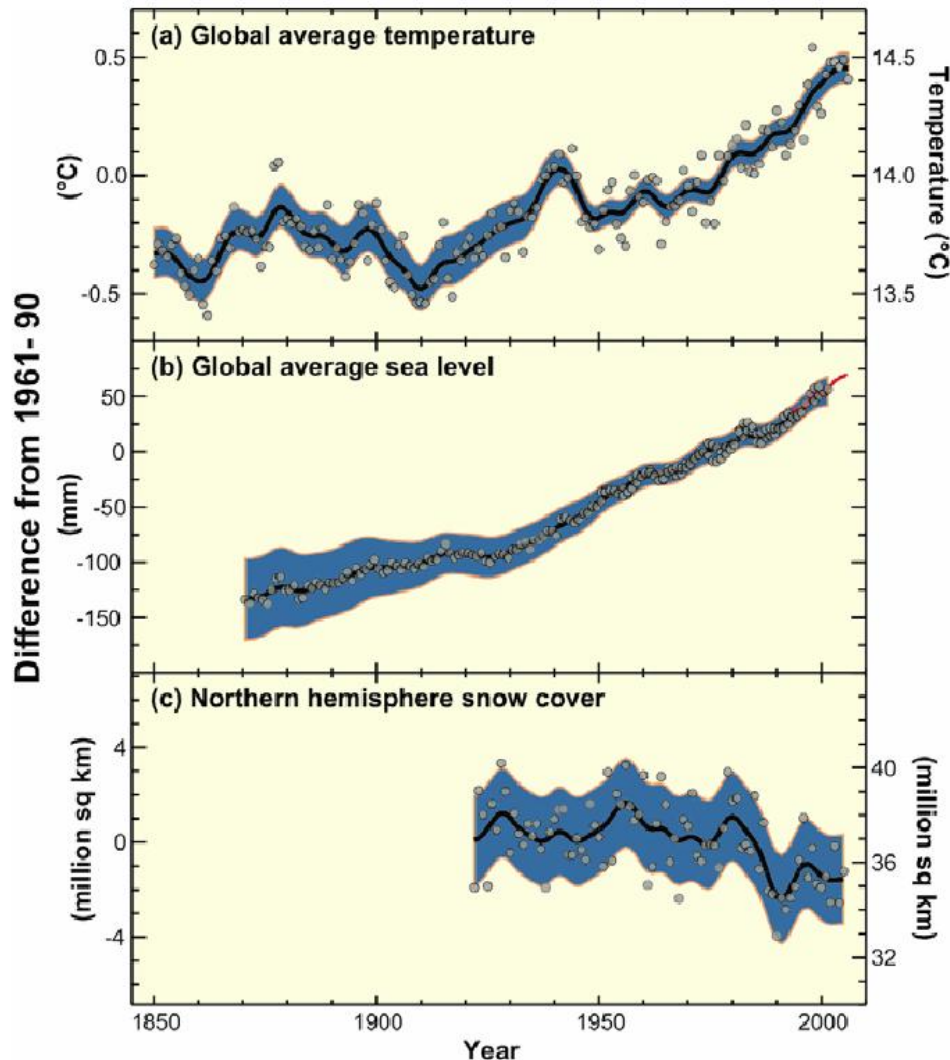 (a) Global average temperature
0.5
0.0
-0.5
(°C)
14.5
14.0
13.5
Temperature (°C)
Difference from 1961- 90
(b) Global average sea level
50
0
-50
-100
-150
(mm)
(c) Northern hemisphere snow cover
4
0
-4
(million sq km)
40
36
32
(million sq km)
1850 1900 1950 2000
Year